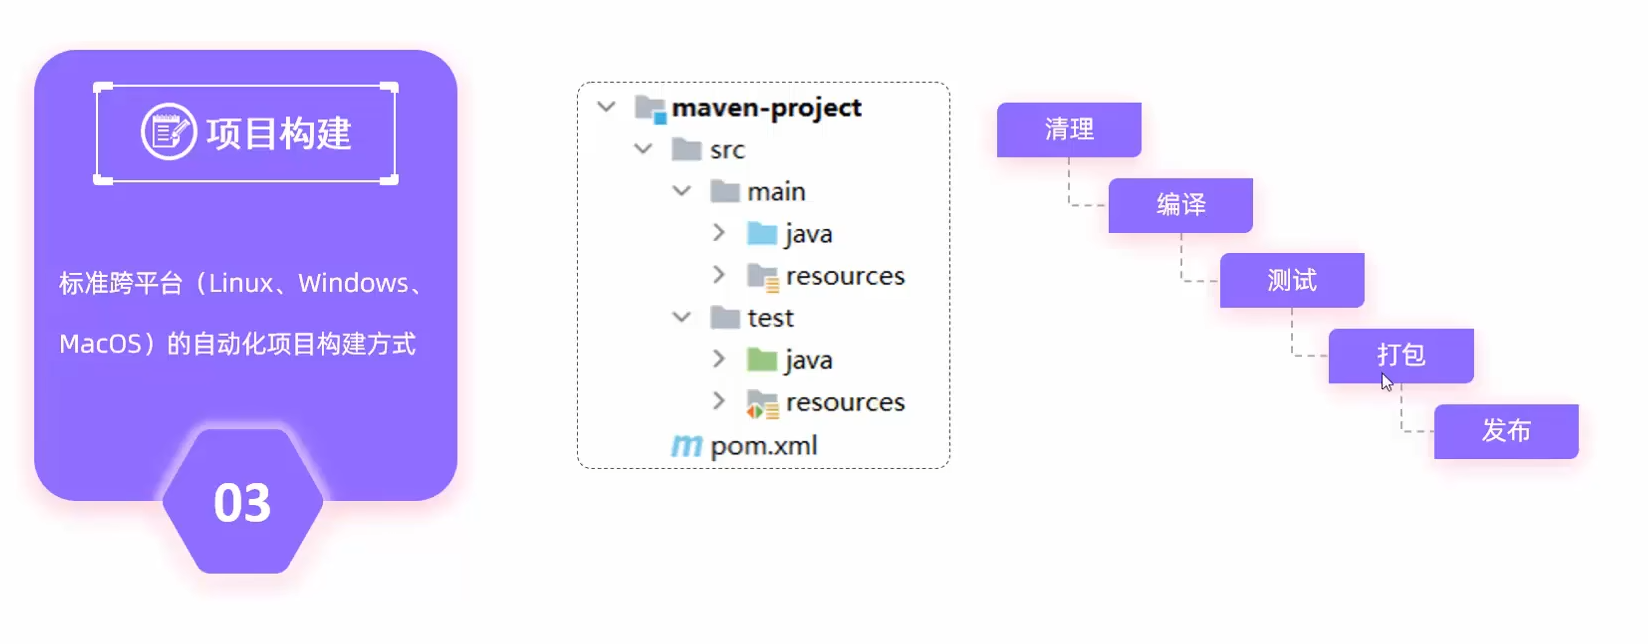 项目构建
标准跨平台（Linux、Windows、
MacOS）的自动化项目构建方式
03
maven-project
src
main
java
resources
test
java
resources
pom.xml
清理
编译
测试
打包
发布